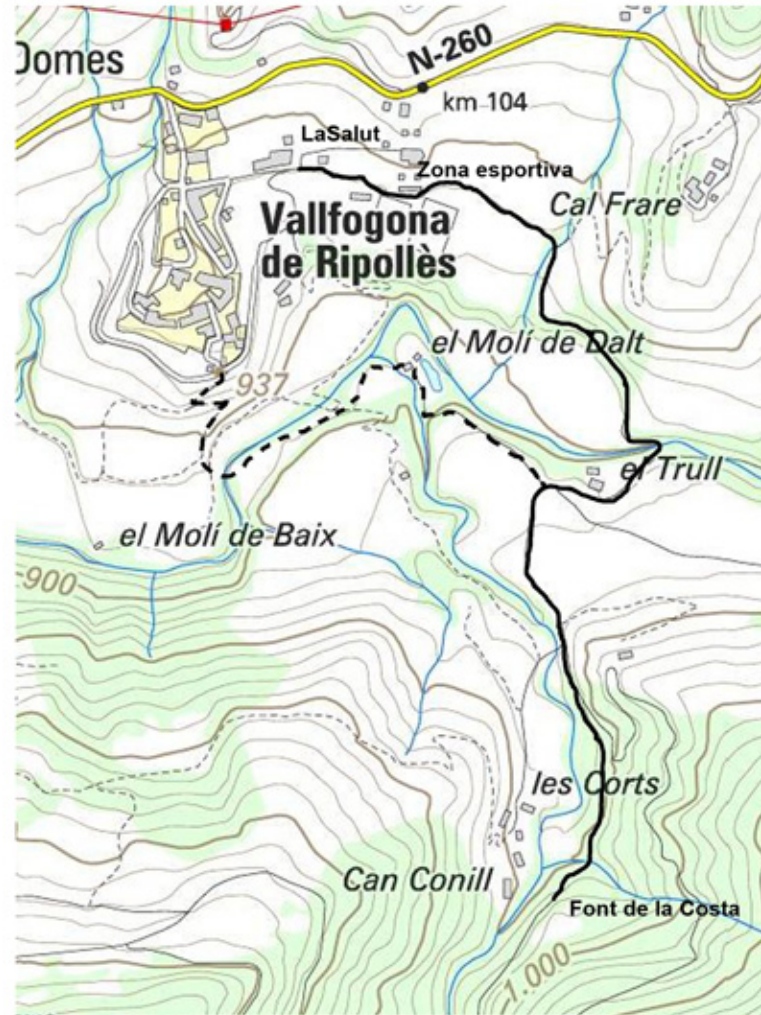 Domes
N-260
km 104
LaSalut
Zona esportiva
Cal Frare
Vallfogona
de Ripollès
el Molí de Dalt
937
el Trull
el Molí de Baix
900
les Corts
Can Conill
Font de la Costa
1.000